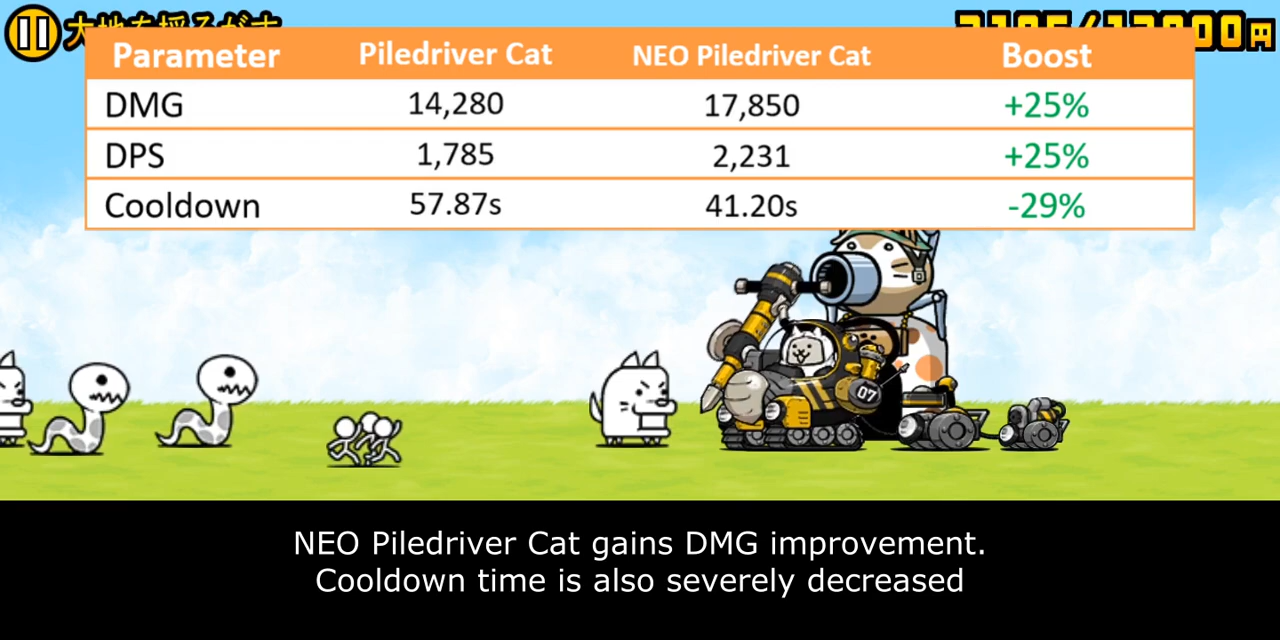 Parameter Piledriver Cat NEO Piledriver Cat Boost
DMG 14,280 17,850 +25%
DPS 1,785 2,231 +25%
Cooldown 57.87s 41.20s -29%
07
NEO Piledriver Cat gains DMG improvement.
Cooldown time is also severely decreased